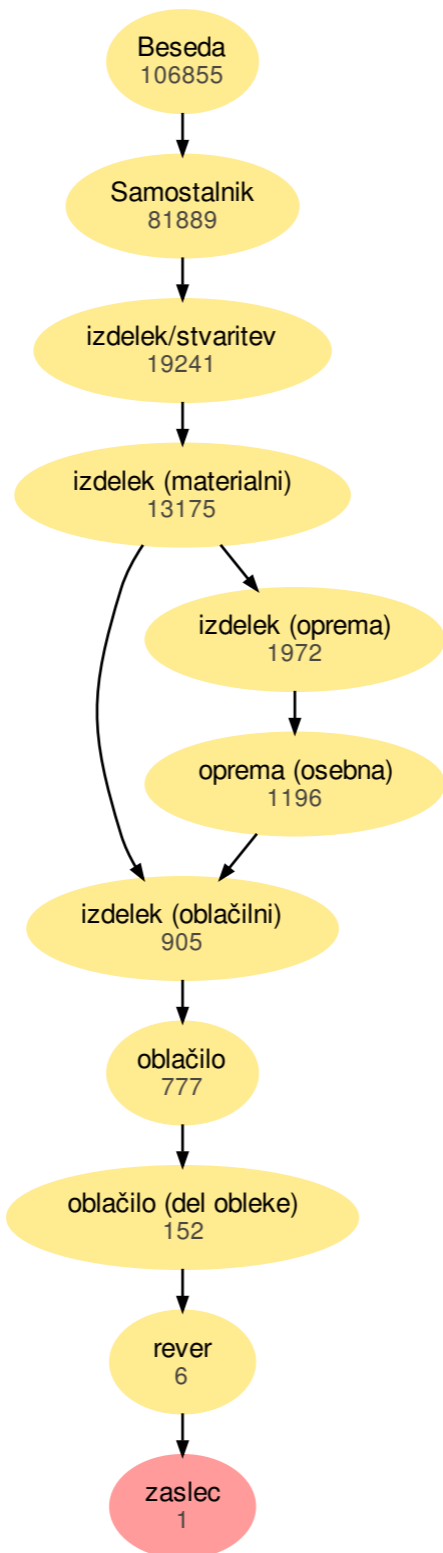 Beseda
106855
Samostalnik
81889
izdelek/stvaritev
19241
izdelek (materialni)
13175
izdelek (oprema)
1972
oprema (osebna)
1196
izdelek (oblačilni)
905
oblačilo
777
oblačilo (del obleke)
152
rever
6
zaslec
1